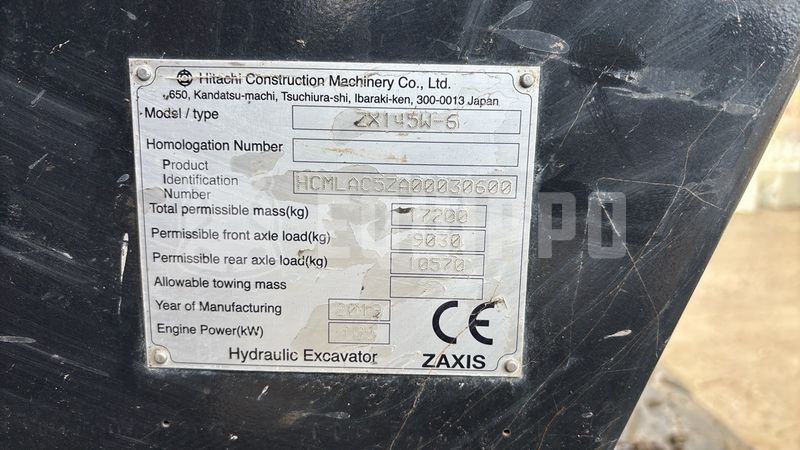 Hitachi Construction Machinery Co., Ltd.
650, Kandatsu-machi, Tsuchiura-shi, Ibaraki-ken, 300-0013 Japan
Model / type ZX145W-6
Homologation Number
Product Identification Number HCMLAC5ZA00030600
Total permissible mass(kg) 17200
Permissible front axle load(kg) 9030
Permissible rear axle load(kg) 10570
Allowable towing mass
Year of Manufacturing
Engine Power(kW)
CE
Hydraulic Excavator ZAXIS
EQUIPPO